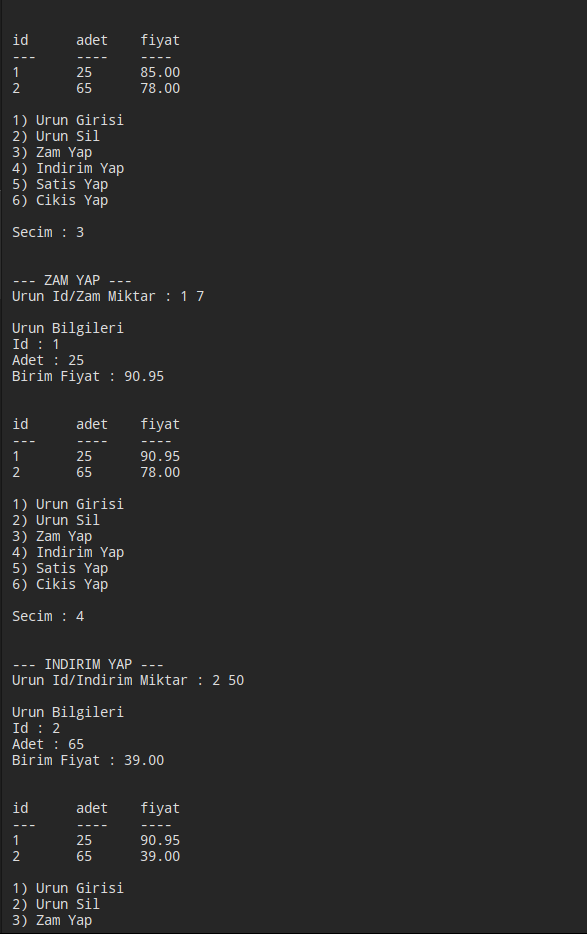 id      adet    fiyat
---     ----    ----
1       25      85.00
2       65      78.00
1) Urun Girisi
2) Urun Sil
3) Zam Yap
4) Indirim Yap
5) Satis Yap
6) Cikis Yap
Secim : 3
--- ZAM YAP ---
Urun Id/Zam Miktar : 1 7
Urun Bilgileri
Id : 1
Adet : 25
Birim Fiyat : 90.95
id      adet    fiyat
---     ----    ----
1       25      90.95
2       65      78.00
1) Urun Girisi
2) Urun Sil
3) Zam Yap
4) Indirim Yap
5) Satis Yap
6) Cikis Yap
Secim : 4
--- INDIRIM YAP ---
Urun Id/Indirim Miktar : 2 50
Urun Bilgileri
Id : 2
Adet : 65
Birim Fiyat : 39.00
id      adet    fiyat
---     ----    ----
1       25      90.95
2       65      39.00
1) Urun Girisi
2) Urun Sil
3) Zam Yap